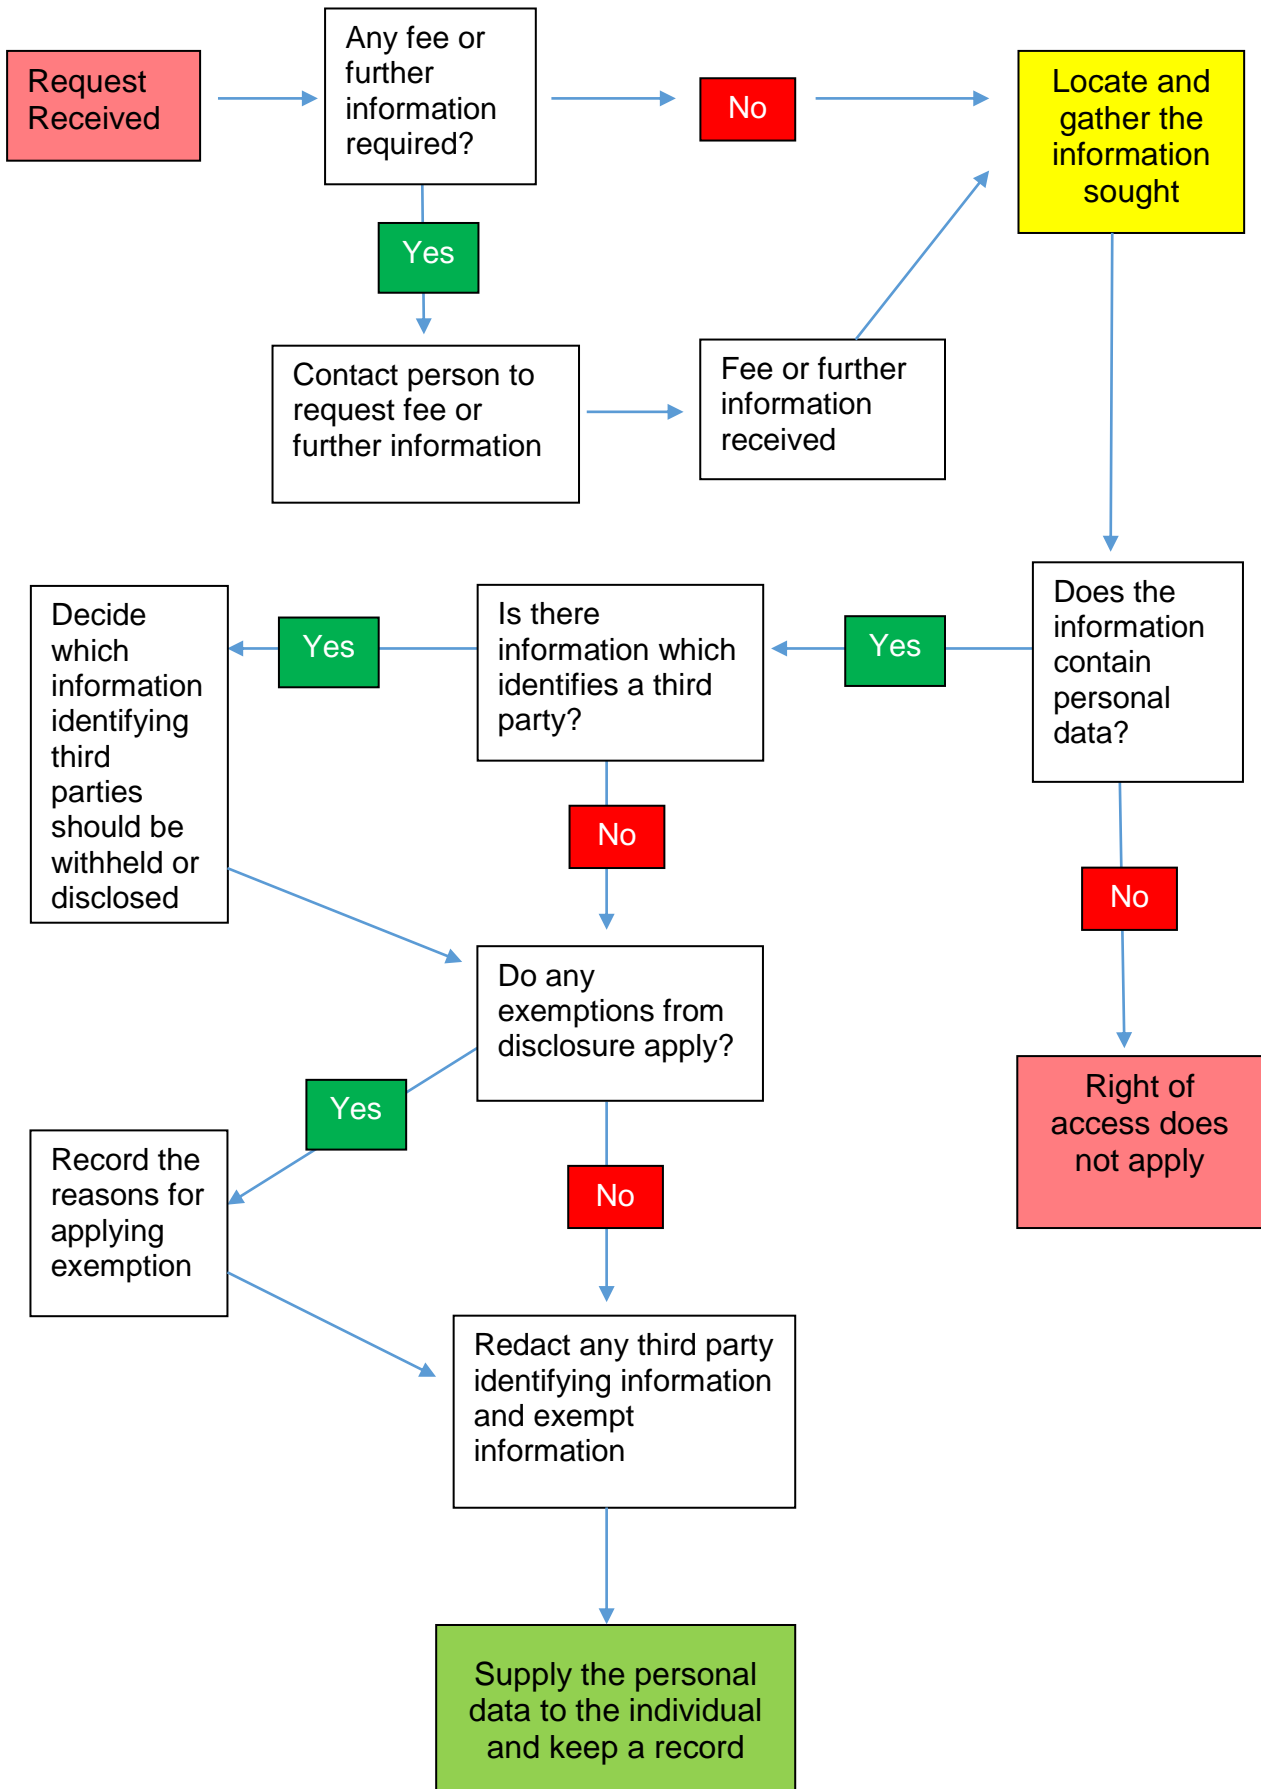 Request
Received
Any fee or
further
information
required?
No
Locate and
gather the
information
sought
Yes
Contact person to
request fee or
further information
Fee or further
information
received
Does the
information
contain
personal
data?
Yes
Is there
information which
identifies a third
party?
Yes
Decide
which
information
identifying
third
parties
should be
withheld or
disclosed
No
No
Right of
access does
not apply
Do any
exemptions from
disclosure apply?
Yes
Record the
reasons for
applying
exemption
No
Redact any third party
identifying information
and exempt
information
Supply the personal
data to the individual
and keep a record